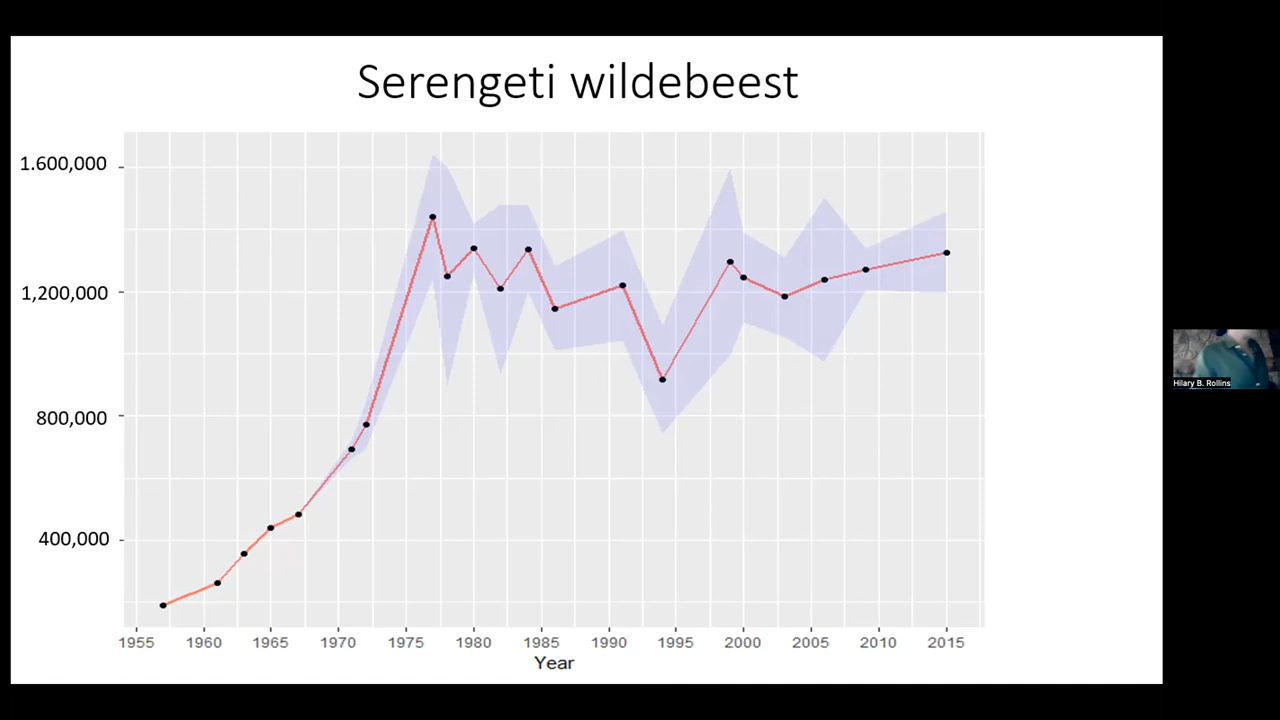 Serengeti wildebeest
1.600,000
1,200,000
800,000
400,000
1955 1960 1965 1970 1975 1980 1985 1990 1995 2000 2005 2010 2015
Year
Hilary B. Rollins